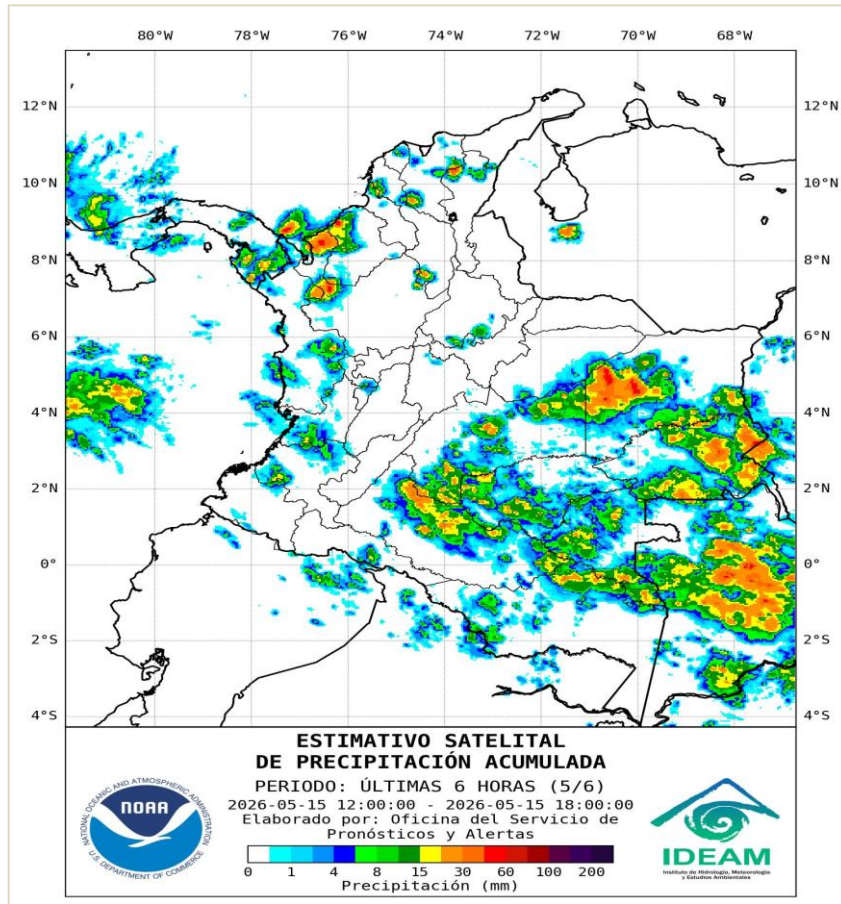 80°W 78°W 76°W 74°W 72°W 70°W 68°W
12°N 12°N
10°N 10°N
8°N 8°N
6°N 6°N
4°N 4°N
2°N 2°N
0° 0°
2°S 2°S
4°S 4°S
ESTIMATIVO SATELITAL
DE PRECIPITACIÓN ACUMULADA
PERIODO: ÚLTIMAS 6 HORAS (5/6)
2026-05-15 12:00:00 - 2026-05-15 18:00:00
Elaborado por: Oficina del Servicio de
Pronósticos y Alertas
0 1 4 8 15 30 60 100 200
Precipitación (mm)
NATIONAL OCEANIC AND ATMOSPHERIC ADMINISTRATION
NOAA
U.S. DEPARTMENT OF COMMERCE
IDEAM
Instituto de Hidrología, Meteorología
y Estudios Ambientales